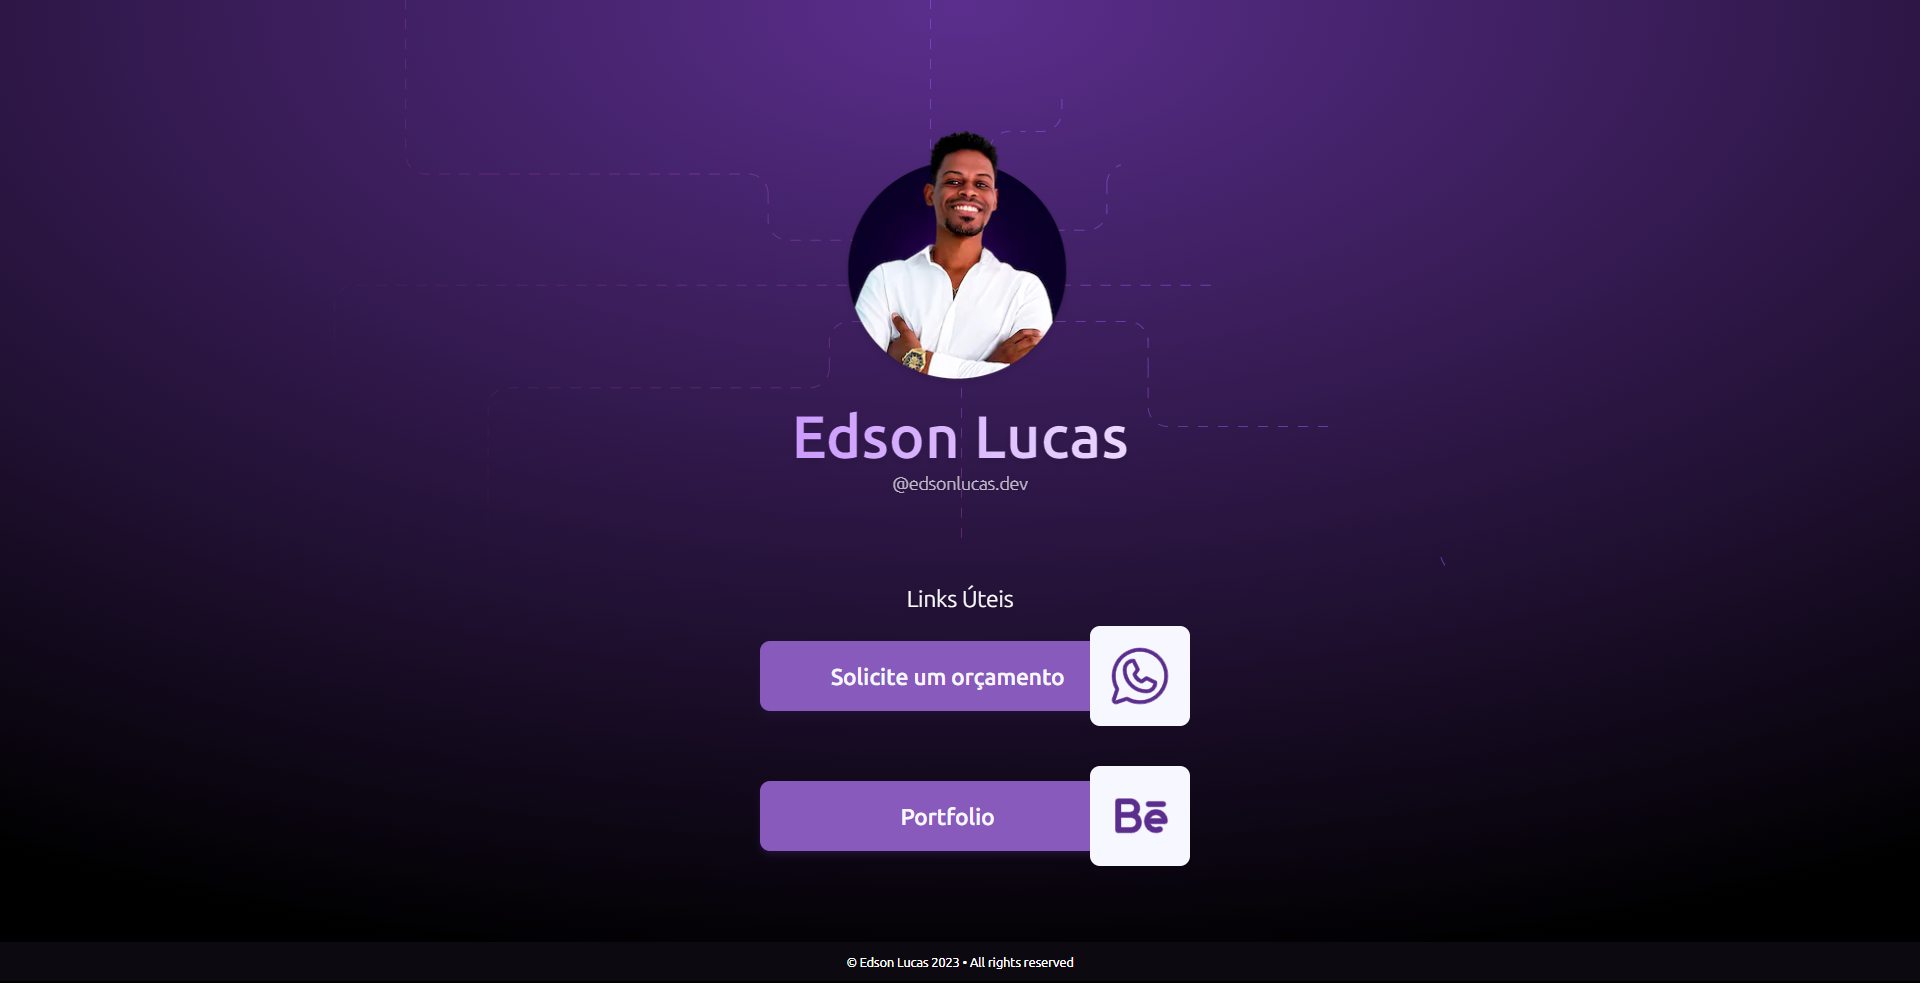 Edson Lucas
@edsonlucas.dev
Links Úteis
Solicite um orçamento
Portfolio
Bē
© Edson Lucas 2023 • All rights reserved